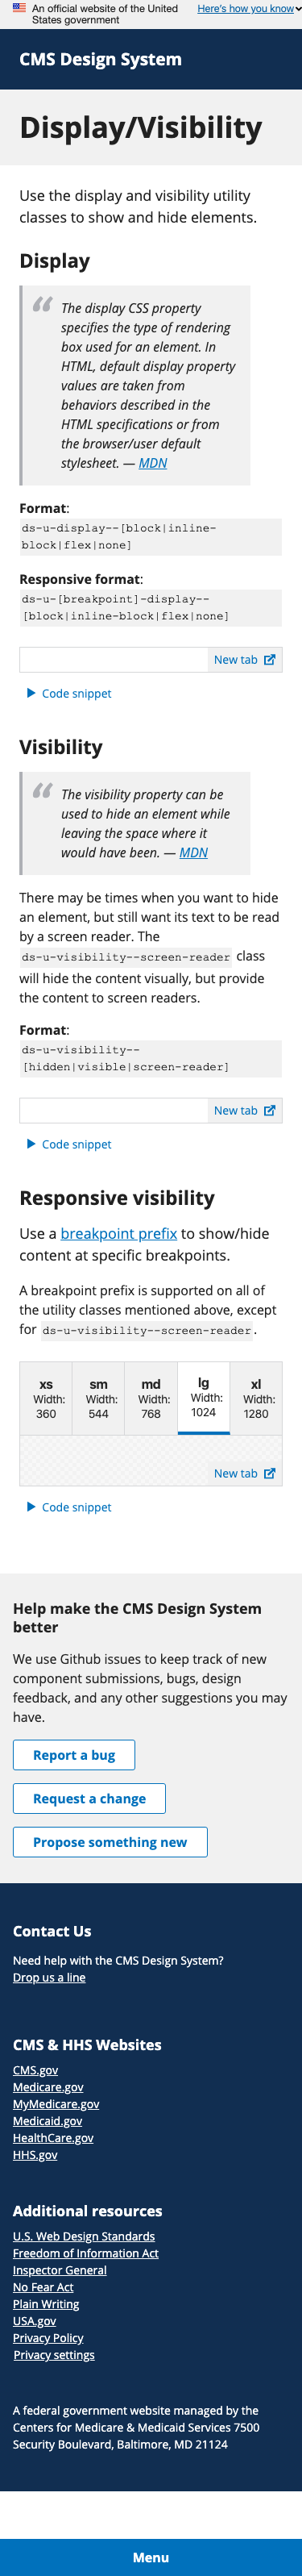 An official website of the United
States government
Here's how you know
CMS Design System
Display/Visibility
Use the display and visibility utility
classes to show and hide elements.
Display
The display CSS property
specifies the type of rendering
box used for an element. In
HTML, default display property
values are taken from
behaviors described in the
HTML specifications or from
the browser/user default
stylesheet. — MDN
Format:
ds-u-display--[block|inline-
block|flex|none]
Responsive format:
ds-u-[breakpoint]-display--
[block|inline-block|flex|none]
New tab
Code snippet
Visibility
The visibility property can be
used to hide an element while
leaving the space where it
would have been. — MDN
There may be times when you want to hide
an element, but still want its text to be read
by a screen reader. The
ds-u-visibility--screen-reader class
will hide the content visually, but provide
the content to screen readers.
Format:
ds-u-visibility--
[hidden|visible|screen-reader]
New tab
Code snippet
Responsive visibility
Use a breakpoint prefix to show/hide
content at specific breakpoints.
A breakpoint prefix is supported on all of
the utility classes mentioned above, except
for ds-u-visibility--screen-reader.
xs sm md lg xl
Width: Width: Width: Width: Width:
360 544 768 1024 1280
New tab
Code snippet
Help make the CMS Design System
better
We use Github issues to keep track of new
component submissions, bugs, design
feedback, and any other suggestions you may
have.
Report a bug
Request a change
Propose something new
Contact Us
Need help with the CMS Design System?
Drop us a line
CMS & HHS Websites
CMS.gov
Medicare.gov
MyMedicare.gov
Medicaid.gov
HealthCare.gov
HHS.gov
Additional resources
U.S. Web Design Standards
Freedom of Information Act
Inspector General
No Fear Act
Plain Writing
USA.gov
Privacy Policy
Privacy settings
A federal government website managed by the
Centers for Medicare & Medicaid Services 7500
Security Boulevard, Baltimore, MD 21124
Menu